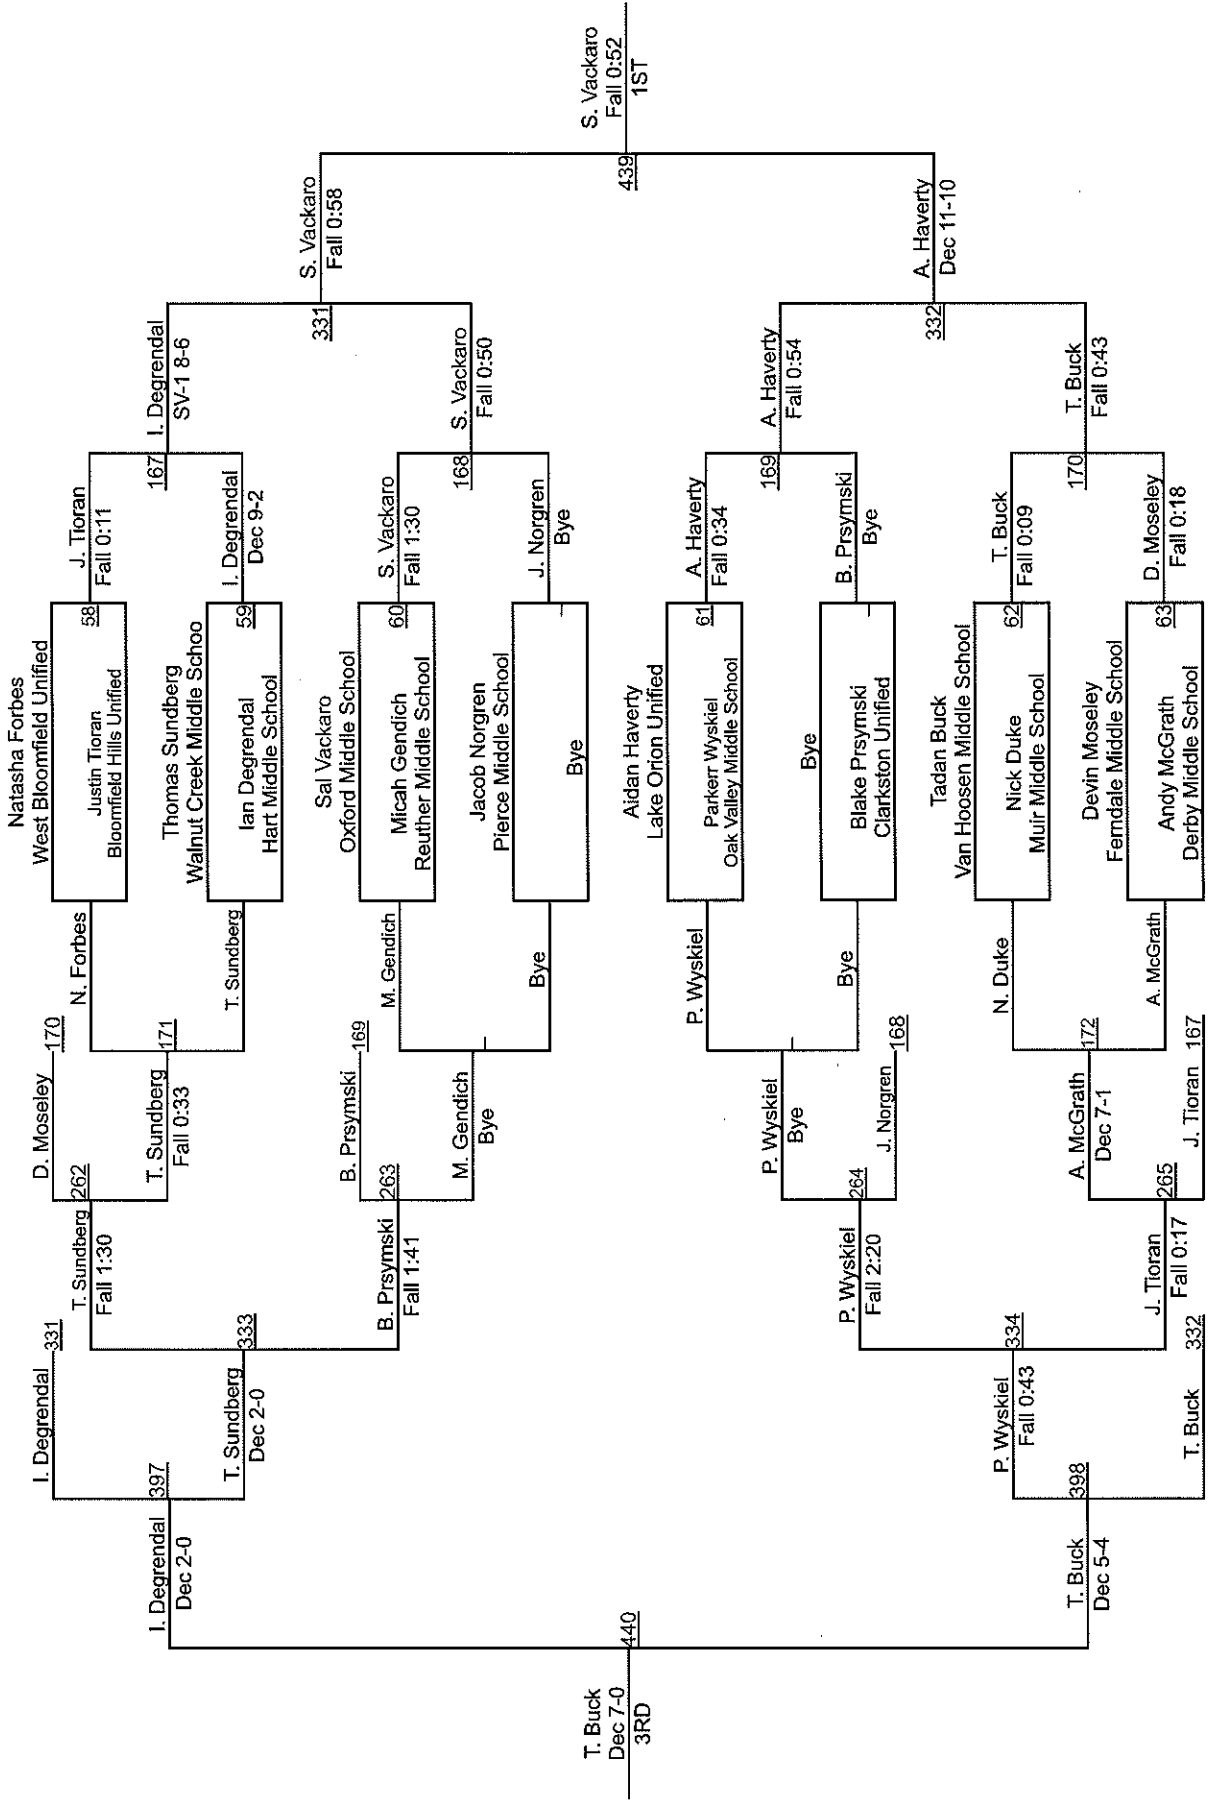 Natasha Forbes
West Bloomfield Unified
58
Justin Tioran
Bloomfield Hills Unified
Thomas Sundberg
Walnut Creek Middle Schoo
59
Ian Degrendal
Hart Middle School
Sal Vackaro
Oxford Middle School
60
Micah Gendich
Reuther Middle School
Jacob Norgren
Pierce Middle School
Bye
Aidan Haverty
Lake Orion Unified
61
Parkerr Wyskiel
Oak Valley Middle School
Bye
Blake Prsymski
Clarkston Unified
Tadan Buck
Van Hoosen Middle School
62
Nick Duke
Muir Middle School
Devin Moseley
Ferndale Middle School
63
Andy McGrath
Derby Middle School
J. Tioran
Fall 0:11
167
I. Degrendal
Dec 9-2
S. Vackaro
Fall 1:30
168
J. Norgren
Bye
A. Haverty
Fall 0:34
169
B. Prsymski
Bye
T. Buck
Fall 0:09
170
D. Moseley
Fall 0:18
I. Degrendal
SV-1 8-6
331
S. Vackaro
Fall 0:50
A. Haverty
Fall 0:54
332
T. Buck
Fall 0:43
S. Vackaro
Fall 0:58
439
A. Haverty
Dec 11-10
S. Vackaro
Fall 0:52
1ST
N. Forbes
171
T. Sundberg
M. Gendich
Bye
P. Wyskiel
Bye
N. Duke
172
A. McGrath
D. Moseley 170
262
T. Sundberg
Fall 0:33
B. Prsymski 169
263
M. Gendich
Bye
P. Wyskiel
Bye
264
J. Norgren 168
A. McGrath
Dec 7-1
265
J. Tioran 167
T. Sundberg
Fall 1:30
333
B. Prsymski
Fall 1:41
P. Wyskiel
Fall 2:20
334
J. Tioran
Fall 0:17
I. Degrendal 331
397
T. Sundberg
Dec 2-0
P. Wyskiel
Fall 0:43
398
T. Buck 332
I. Degrendal
Dec 2-0
440
T. Buck
Dec 5-4
T. Buck
Dec 7-0
3RD